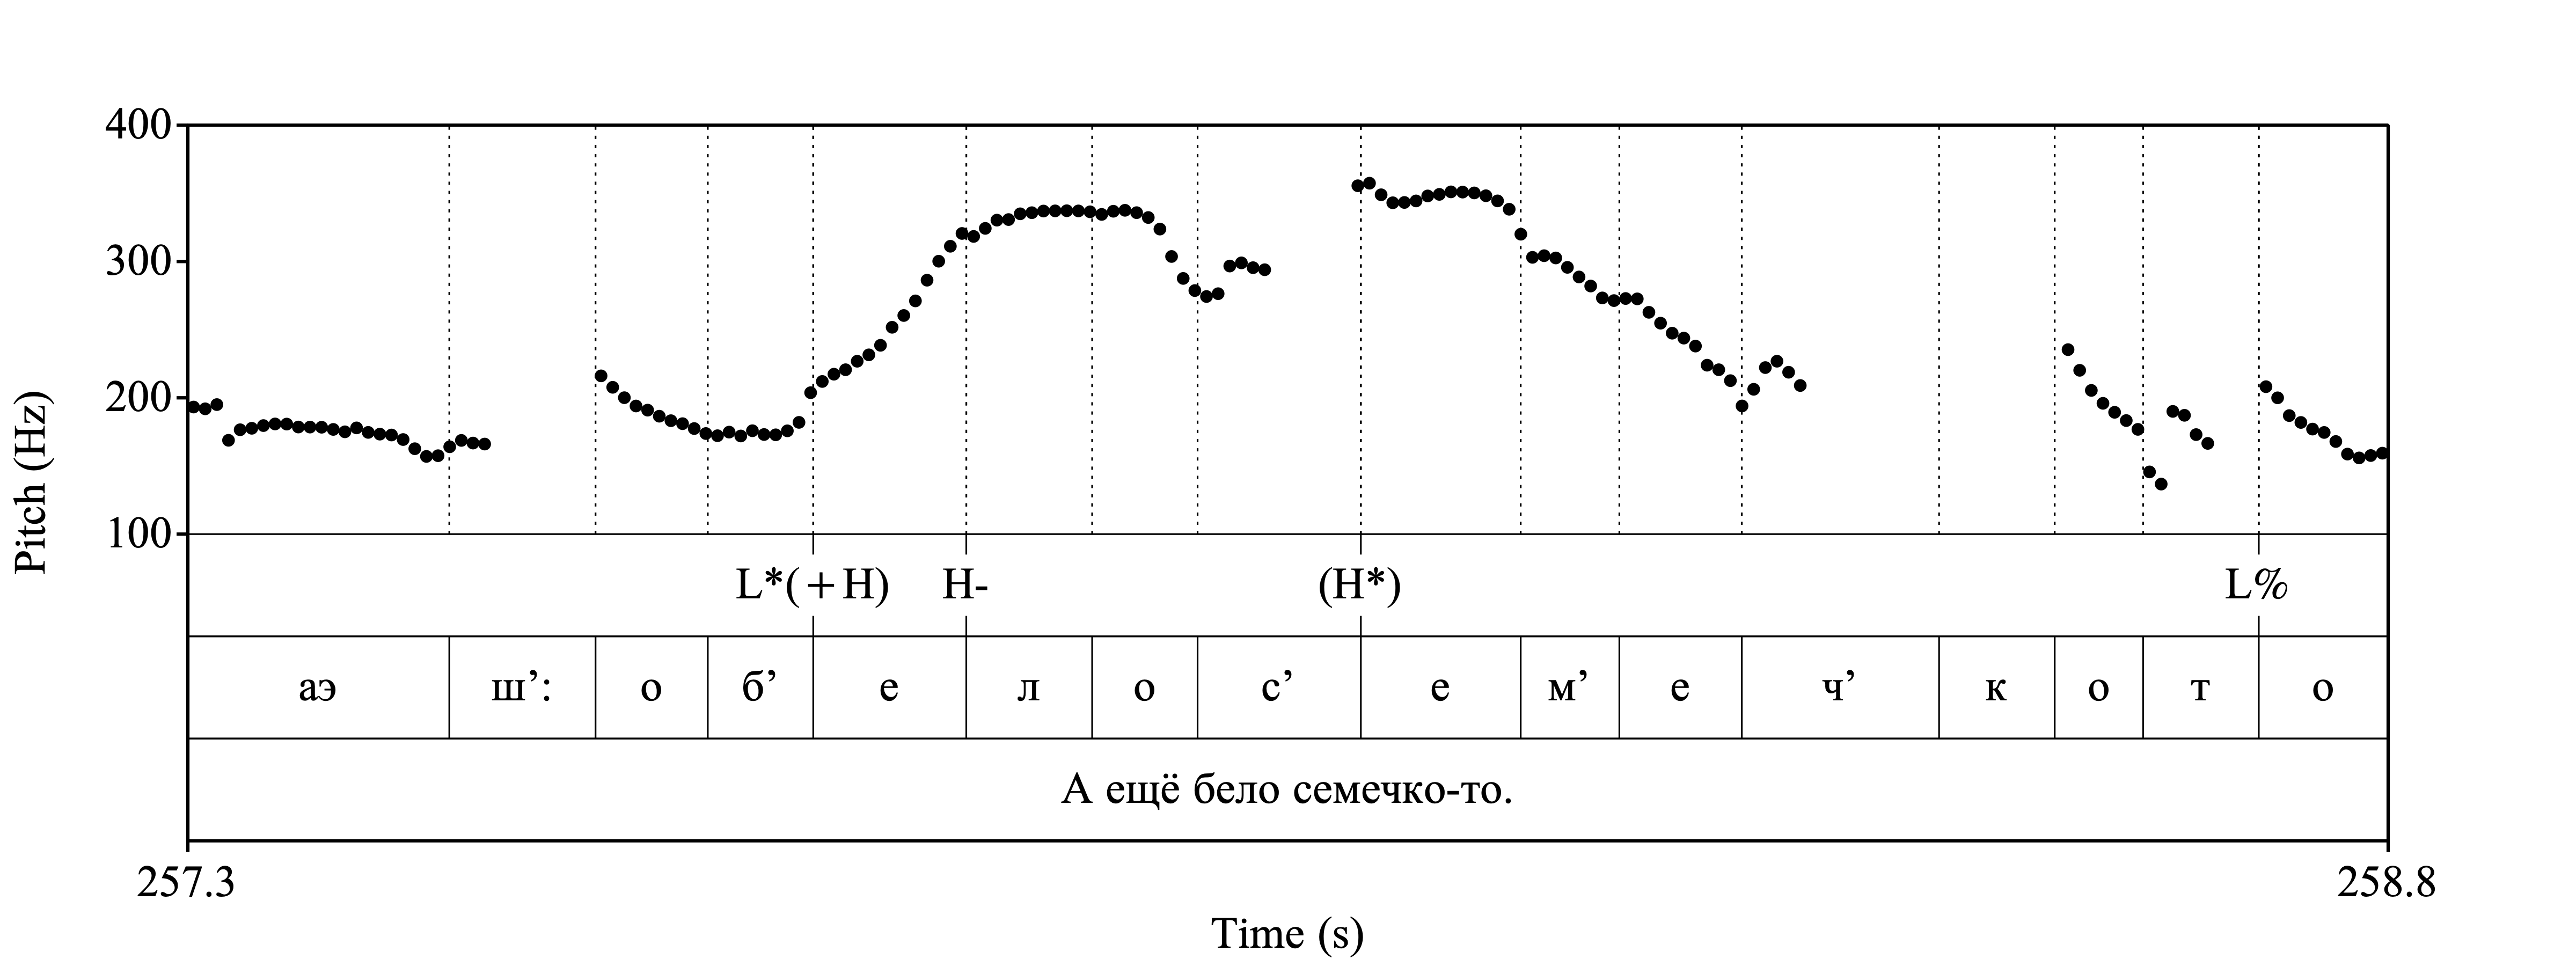 400
300
200
100
Pitch (Hz)
L*(+H) H- (H*) L%
аэ ш’: о б’ е л о с’ е м’ е ч’ к о т о
А ещё бело семечко-то.
257.3 258.8
Time (s)